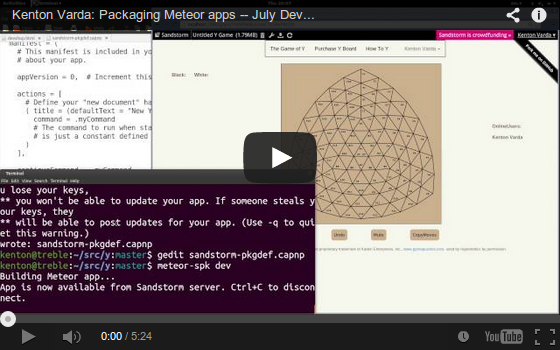 Kenton Varda: Packaging Meteor apps -- July Dev...
manifest = (
# This manifest is included in yo
# about your app.
appVersion = 0,  # Increment this
actions = [
# Define your "new document" ha
( title = (defaultText = "New Y
command = .myCommand
# The command to run when sta
# is just a constant defined
)
],
Sandstorm Untitled Y Game (1.79MB)
Sandstorm is crowdfunding » Kenton Varda »
The Game of Y Purchase Y Board How To Y Kenton Varda
Black: White:
OnlineUsers:
Kenton Varda
Undo Hide CopyMoves
Terminal
File Edit View Search Terminal Help
u lose your keys,
** you won't be able to update your app. If someone steals y
our keys, they
** will be able to post updates for your app. (Use -q to qui
et this warning.)
wrote: sandstorm-pkgdef.capnp
kenton@treble:~/src/y:master$ gedit sandstorm-pkgdef.capnp
kenton@treble:~/src/y:master$ meteor-spk dev
Building Meteor app...
App is now available from Sandstorm server. Ctrl+C to discon
nect.
0:00 / 5:24
YouTube